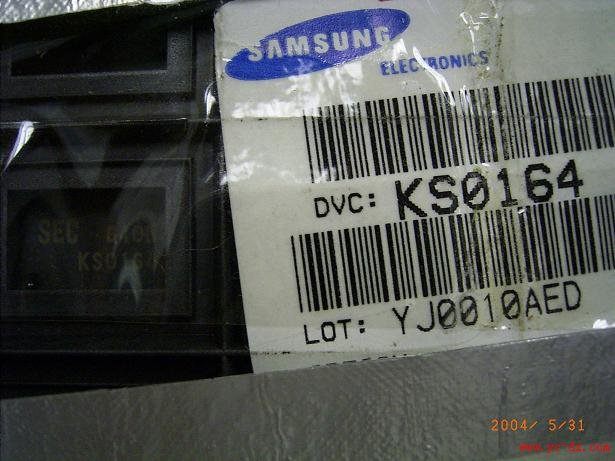 SAMSUNG
ELECTRONICS
DVC: KS0164
LOT: YJ0010AED
SEC
KS0164
2004/ 5/31